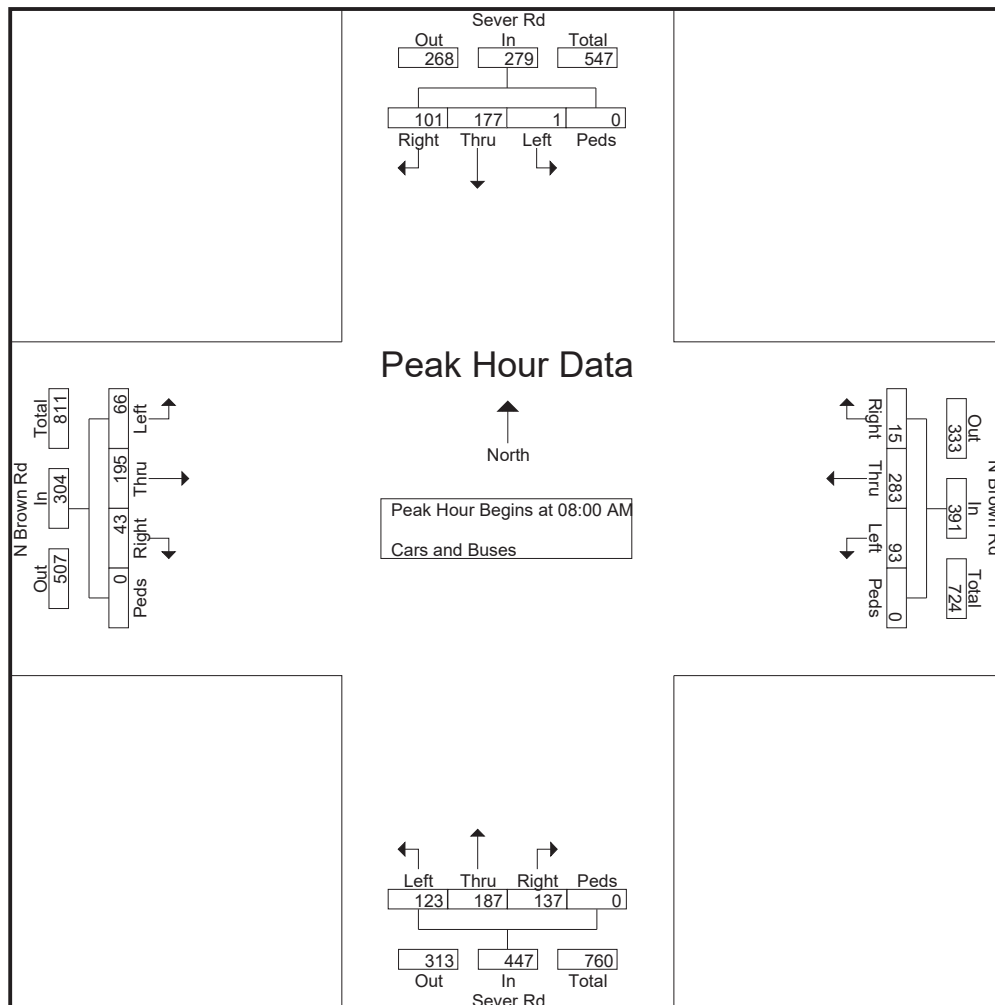 Sever Rd
Out In Total
268 279 547
101 177 1 0
Right Thru Left Peds
Peak Hour Data
North
Peak Hour Begins at 08:00 AM
Cars and Buses
N Brown Rd
Total In Out
811 304 507
66 195 43 0
Left Thru Right Peds
Right Thru Left Peds
15 283 93 0
Out In Total
333 391 724
N Brown Rd
Left Thru Right Peds
123 187 137 0
313 447 760
Out In Total
Sever Rd